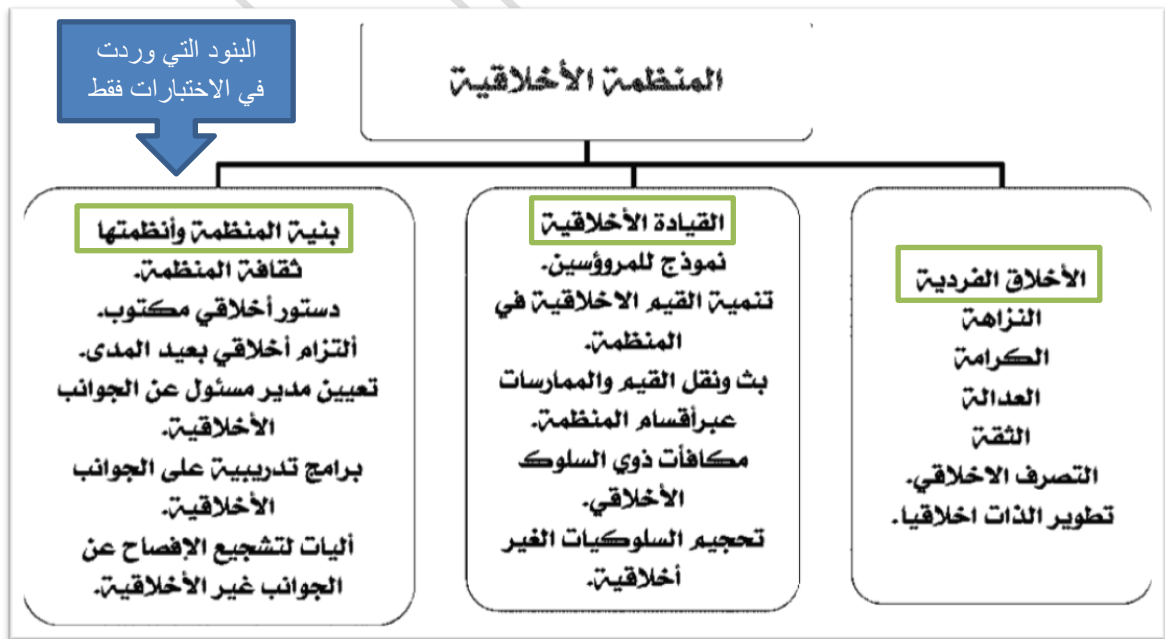 البنود التي وردت
في الاختبارات فقط
المنظمة الأخلاقية
الأخلاق الفردية
النزاهة
الكرامة
العدالة
الثقة
التصرف الاخلاقي.
تطوير الذات اخلاقيا.
القيادة الأخلاقية
نموذج للمروؤسين.
تنمية القيم الاخلاقية في
المنظمة.
بث ونقل القيم والممارسات
عبرأقسام المنظمة.
مكافأت ذوي السلوك
الأخلاقي.
تحجيم السلوكيات الغير
أخلاقية.
بنية المنظمة وأنظمتها
ثقافة المنظمة.
دستور أخلاقي مكتوب.
ألتزام أخلاقي بعيد المدى.
تعيين مدير مسئول عن الجوانب
الأخلاقية.
برامج تدريبية على الجوانب
الأخلاقية.
أليات لتشجيع الإفصاح عن
الجوانب غير الأخلاقية.